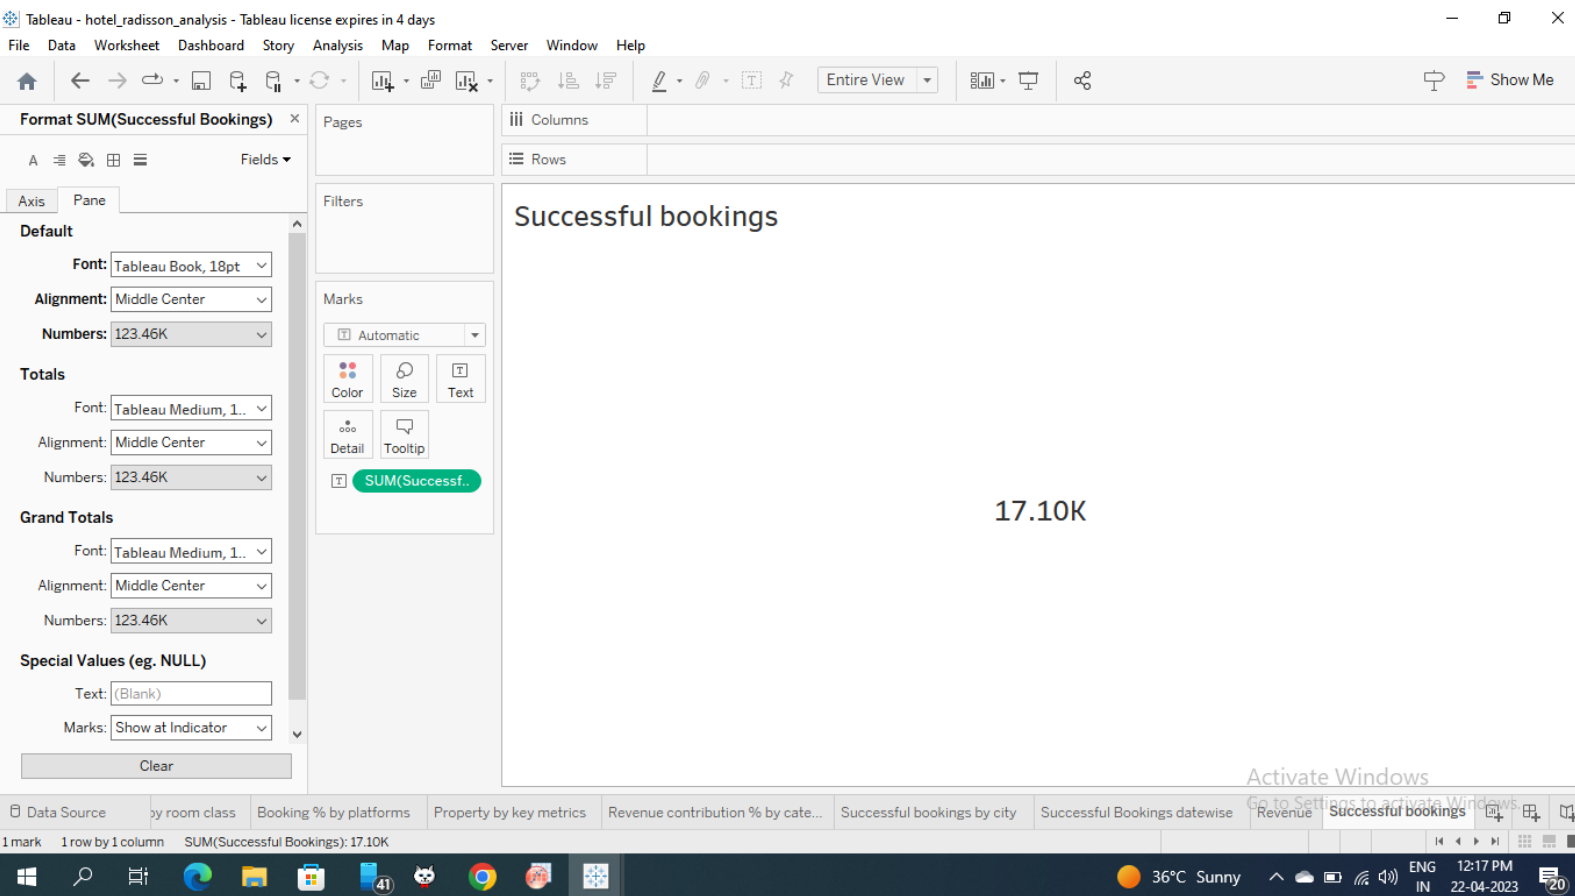 Tableau - hotel_radisson_analysis - Tableau license expires in 4 days
File Data Worksheet Dashboard Story Analysis Map Format Server Window Help
Entire View
Show Me
Format SUM(Successful Bookings)
Fields
Axis Pane
Default
Font: Tableau Book, 18pt
Alignment: Middle Center
Numbers: 123.46K
Totals
Font: Tableau Medium, 1..
Alignment: Middle Center
Numbers: 123.46K
Grand Totals
Font: Tableau Medium, 1..
Alignment: Middle Center
Numbers: 123.46K
Special Values (eg. NULL)
Text: (Blank)
Marks: Show at Indicator
Clear
Pages
Filters
Marks
Automatic
Color Size Text
Detail Tooltip
SUM(Successf..
Columns
Rows
Successful bookings
17.10K
Activate Windows
Go to Settings to activate Windows.
Data Source by room class Booking % by platforms Property by key metrics Revenue contribution % by cate... Successful bookings by city Successful Bookings datewise Revenue Successful bookings
1 mark 1 row by 1 column SUM(Successful Bookings): 17.10K
41
36°C Sunny
ENG
IN
12:17 PM
22-04-2023
20